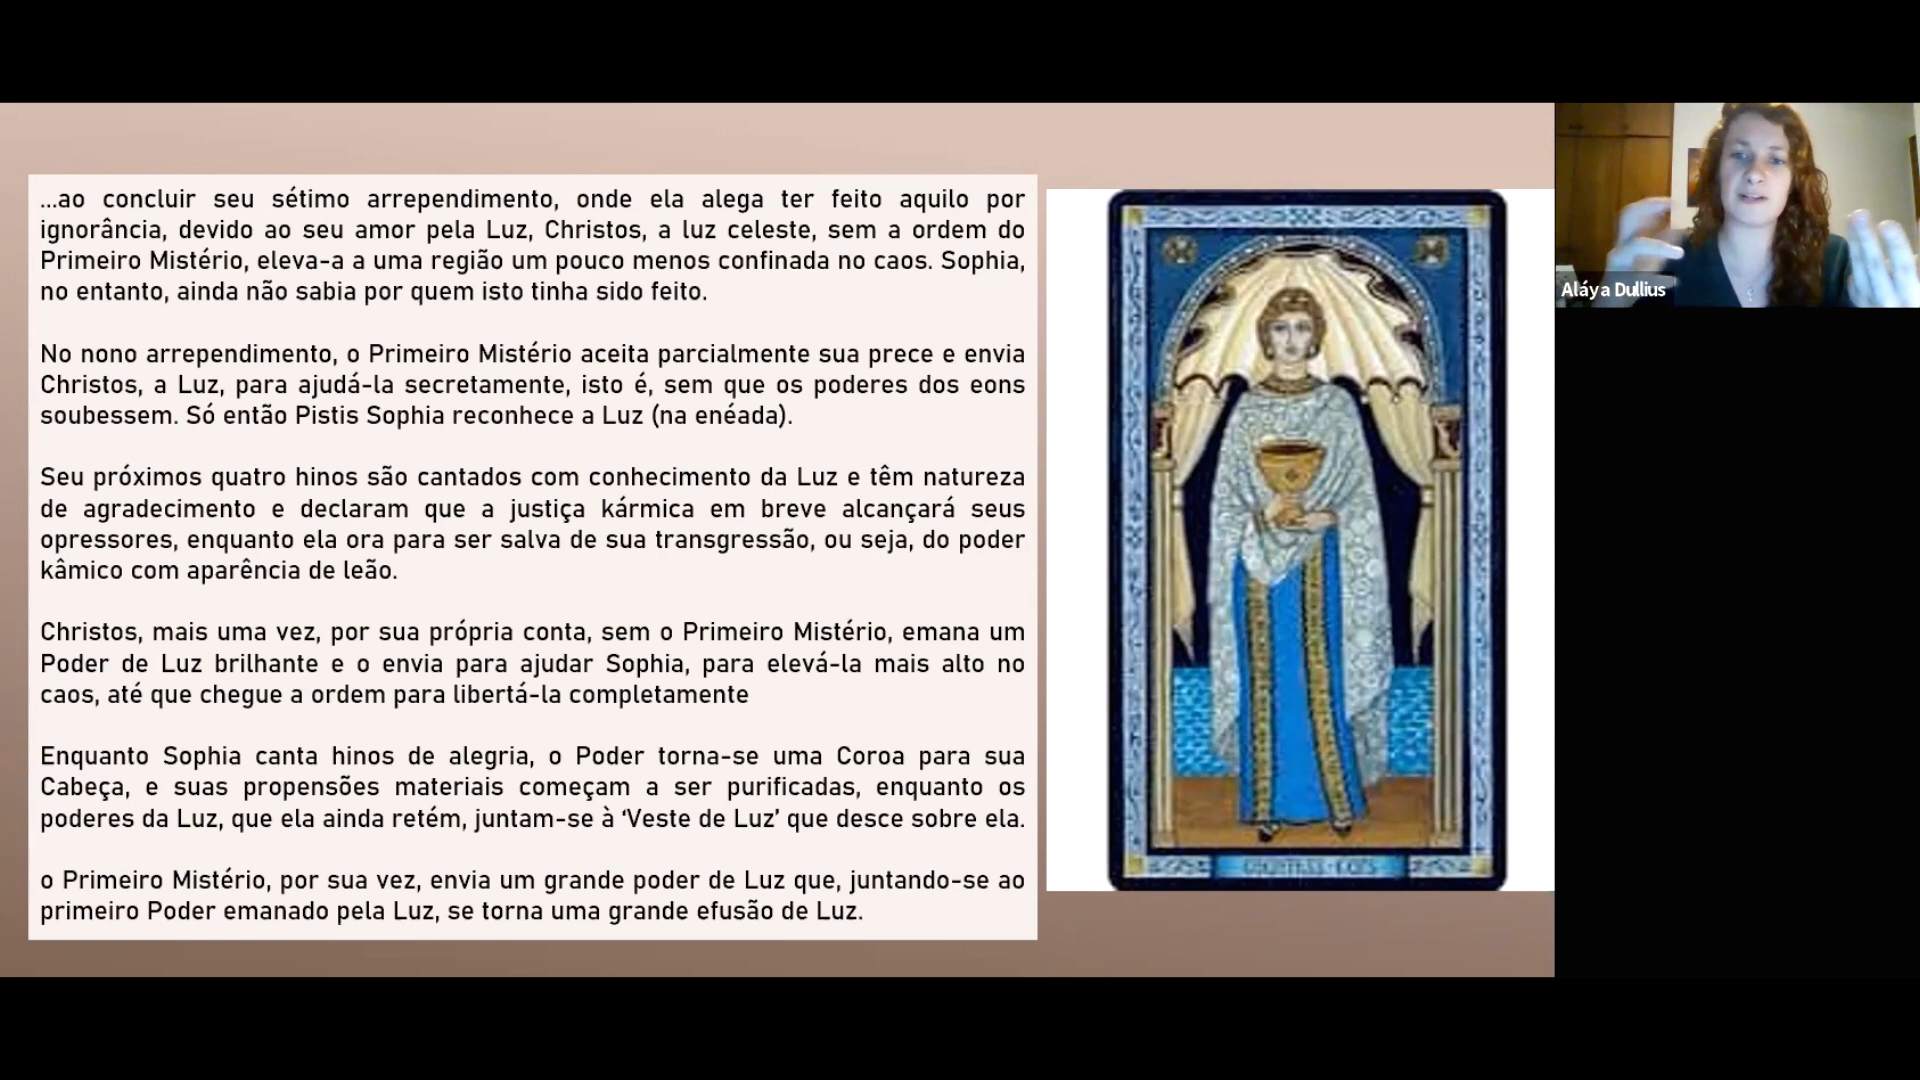 ...ao concluir seu sétimo arrependimento, onde ela alega ter feito aquilo por
ignorância, devido ao seu amor pela Luz, Christos, a luz celeste, sem a ordem do
Primeiro Mistério, eleva-a a uma região um pouco menos confinada no caos. Sophia,
no entanto, ainda não sabia por quem isto tinha sido feito.
No nono arrependimento, o Primeiro Mistério aceita parcialmente sua prece e envia
Christos, a Luz, para ajudá-la secretamente, isto é, sem que os poderes dos eons
soubessem. Só então Pistis Sophia reconhece a Luz (na enéada).
Seu próximos quatro hinos são cantados com conhecimento da Luz e têm natureza
de agradecimento e declaram que a justiça kármica em breve alcançará seus
opressores, enquanto ela ora para ser salva de sua transgressão, ou seja, do poder
kâmico com aparência de leão.
Christos, mais uma vez, por sua própria conta, sem o Primeiro Mistério, emana um
Poder de Luz brilhante e o envia para ajudar Sophia, para elevá-la mais alto no
caos, até que chegue a ordem para libertá-la completamente
Enquanto Sophia canta hinos de alegria, o Poder torna-se uma Coroa para sua
Cabeça, e suas propensões materiais começam a ser purificadas, enquanto os
poderes da Luz, que ela ainda retém, juntam-se à ‘Veste de Luz’ que desce sobre ela.
o Primeiro Mistério, por sua vez, envia um grande poder de Luz que, juntando-se ao
primeiro Poder emanado pela Luz, se torna uma grande efusão de Luz.
Aláya Dullius